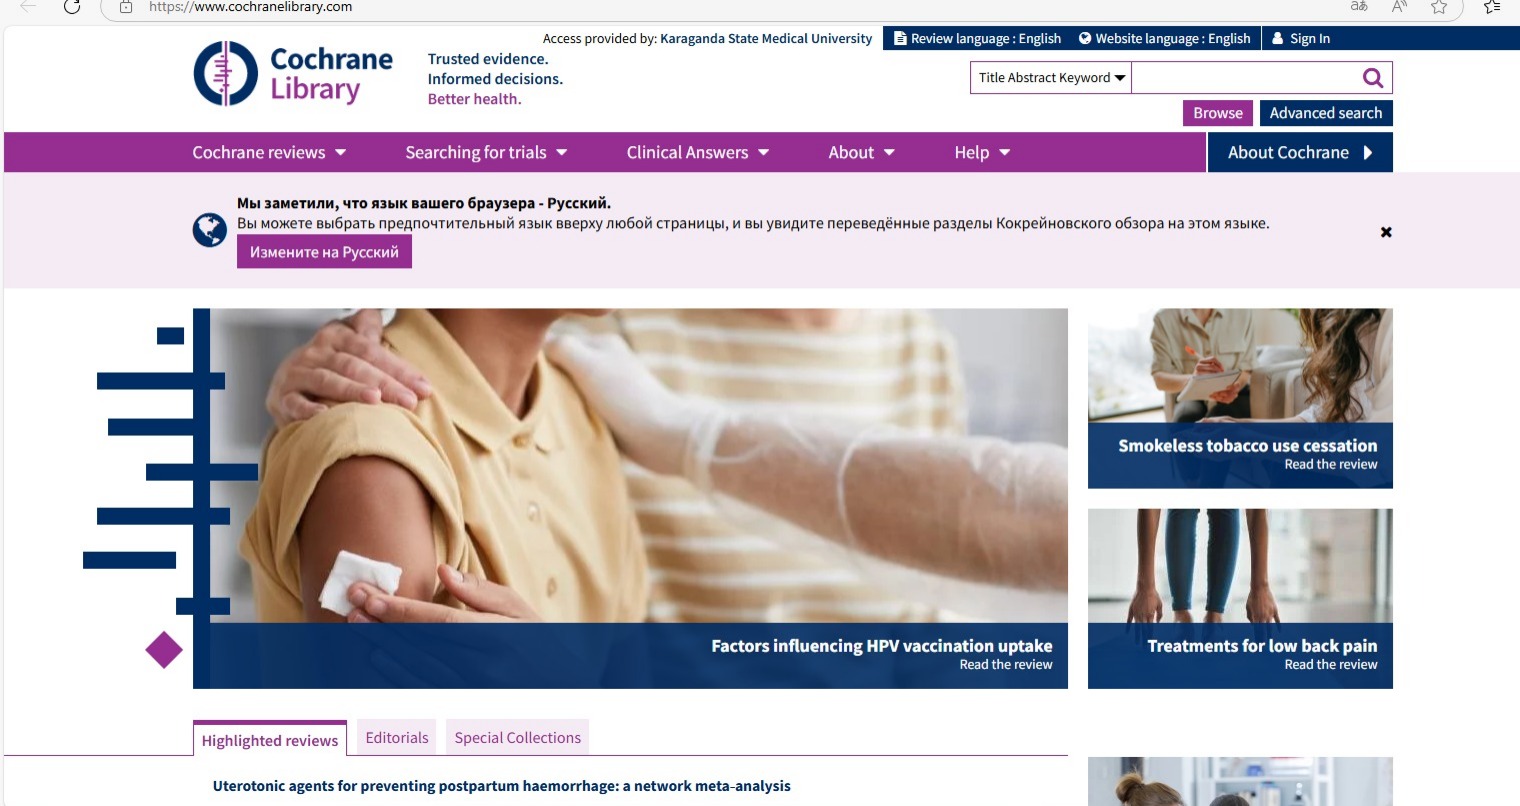 https://www.cochranelibrary.com
Access provided by: Karaganda State Medical University
Review language : English
Website language : English
Sign In
Cochrane
Library
Trusted evidence.
Informed decisions.
Better health.
Title Abstract Keyword
Browse
Advanced search
Cochrane reviews
Searching for trials
Clinical Answers
About
Help
About Cochrane
Мы заметили, что язык вашего браузера - Русский.
Вы можете выбрать предпочтительный язык вверху любой страницы, и вы увидите переведённые разделы Кокрейновского обзора на этом языке.
Измените на Русский
Factors influencing HPV vaccination uptake
Read the review
Smokeless tobacco use cessation
Read the review
Treatments for low back pain
Read the review
Highlighted reviews
Editorials
Special Collections
Uterotonic agents for preventing postpartum haemorrhage: a network meta-analysis